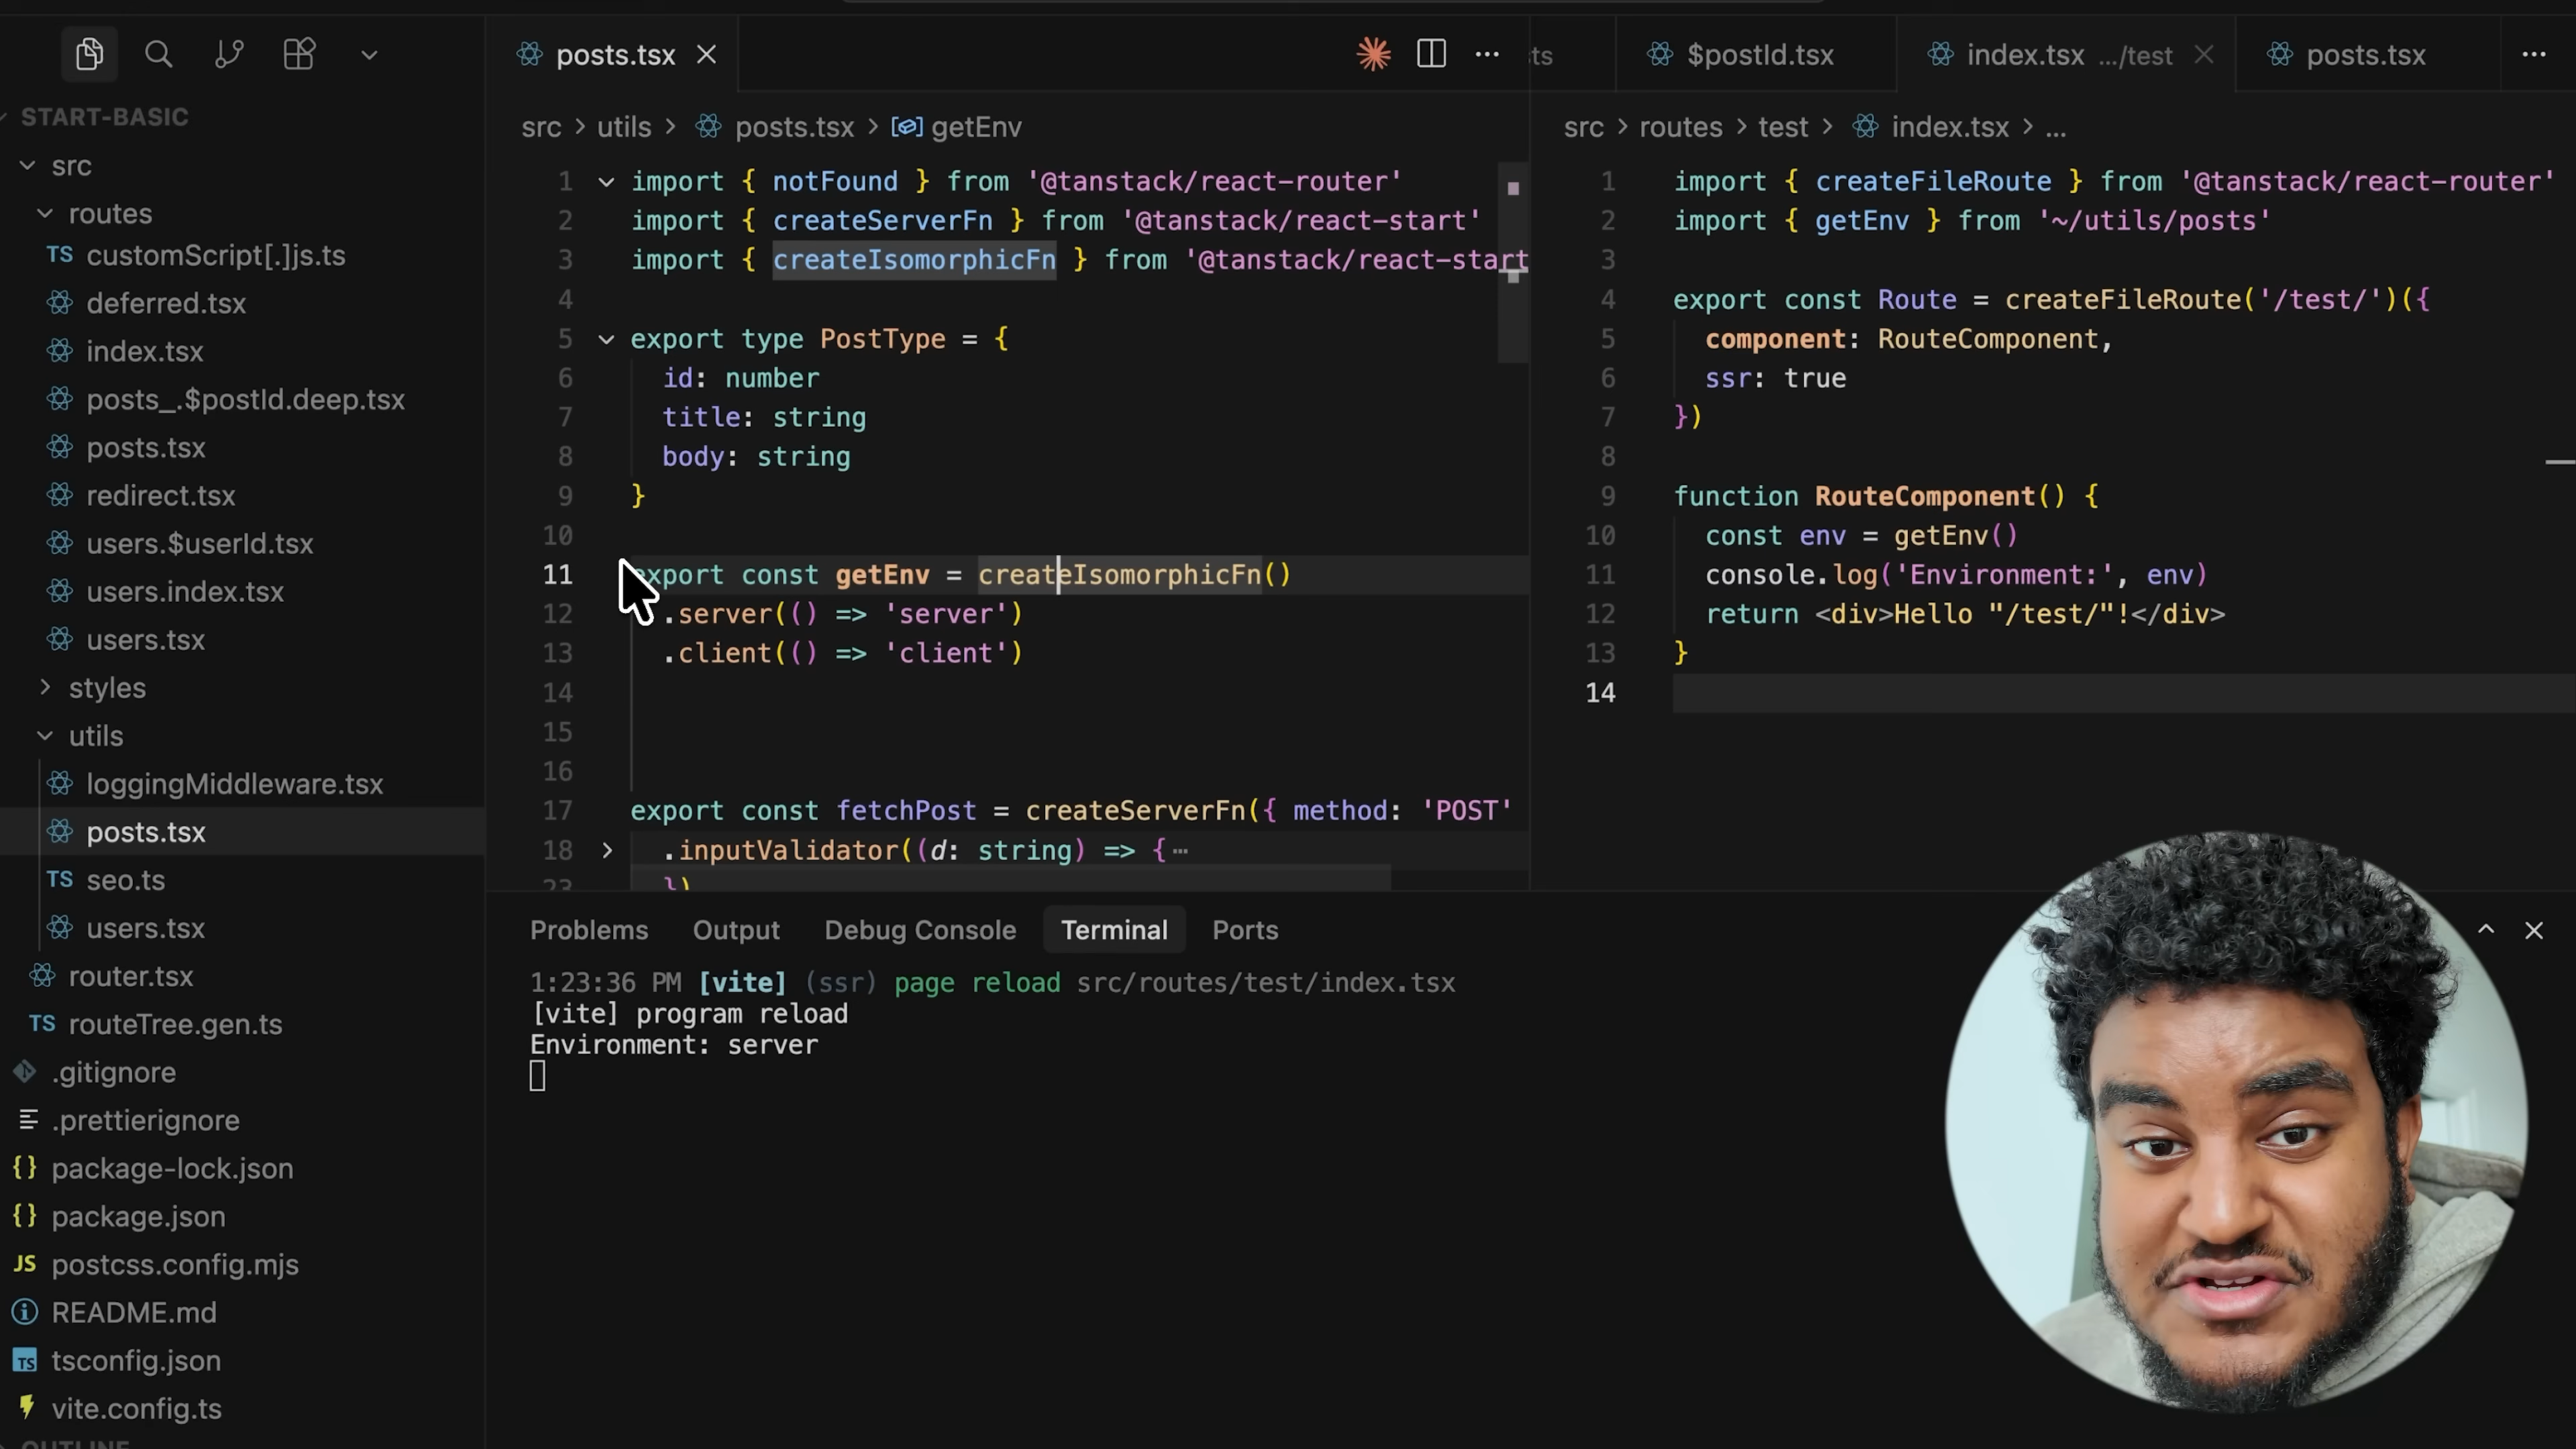 START-BASIC
src
routes
TS customScript[.]js.ts
deferred.tsx
index.tsx
posts_.$postId.deep.tsx
posts.tsx
redirect.tsx
users.$userId.tsx
users.index.tsx
users.tsx
styles
utils
loggingMiddleware.tsx
posts.tsx
TS seo.ts
users.tsx
router.tsx
TS routeTree.gen.ts
.gitignore
.prettierignore
{} package-lock.json
{} package.json
JS postcss.config.mjs
README.md
TS tsconfig.json
vite.config.ts
OUTLINE
posts.tsx
src > utils > posts.tsx > getEnv
1 import { notFound } from '@tanstack/react-router'
2 import { createServerFn } from '@tanstack/react-start'
3 import { createIsomorphicFn } from '@tanstack/react-start
4
5 export type PostType = {
6 id: number
7 title: string
8 body: string
9 }
10
11 export const getEnv = createIsomorphicFn()
12 .server(() => 'server')
13 .client(() => 'client')
14
15
16
17 export const fetchPost = createServerFn({ method: 'POST'
18 .inputValidator((d: string) => { ⋯
23 })
ts $postId.tsx index.tsx .../test posts.tsx
src > routes > test > index.tsx > ...
1 import { createFileRoute } from '@tanstack/react-router'
2 import { getEnv } from '~/utils/posts'
3
4 export const Route = createFileRoute('/test/')({
5 component: RouteComponent,
6 ssr: true
7 })
8
9 function RouteComponent() {
10 const env = getEnv()
11 console.log('Environment:', env)
12 return <div>Hello "/test/"!</div>
13 }
14
Problems Output Debug Console Terminal Ports
1:23:36 PM [vite] (ssr) page reload src/routes/test/index.tsx
[vite] program reload
Environment: server